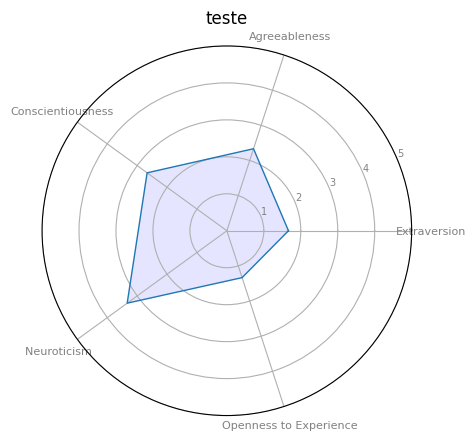 teste
Agreeableness
Conscientiousness
5
4
3
2
1
Extraversion
Neuroticism
Openness to Experience